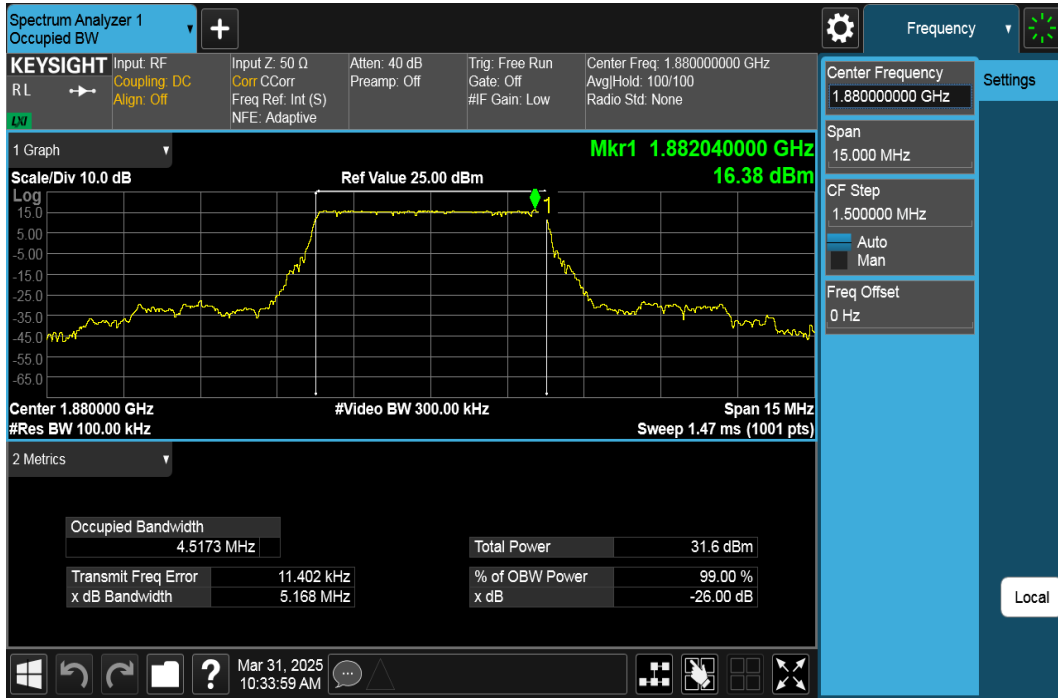 Spectrum Analyzer 1
Occupied BW
Frequency
KEYSIGHT
RL
LXI
Input: RF
Coupling: DC
Align: Off
Input Z: 50 Ω
Corr CCorr
Freq Ref: Int (S)
NFE: Adaptive
Atten: 40 dB
Preamp: Off
Trig: Free Run
Gate: Off
#IF Gain: Low
Center Freq: 1.880000000 GHz
Avg|Hold: 100/100
Radio Std: None
Center Frequency
1.880000000 GHz
Settings
Span
15.000 MHz
CF Step
1.500000 MHz
Auto
Man
Freq Offset
0 Hz
1 Graph
Mkr1 1.882040000 GHz
Scale/Div 10.0 dB
Ref Value 25.00 dBm
16.38 dBm
Log
1
15.0
5.00
-5.00
-15.0
-25.0
-35.0
-45.0
-55.0
-65.0
Center 1.880000 GHz
#Video BW 300.00 kHz
Span 15 MHz
#Res BW 100.00 kHz
Sweep 1.47 ms (1001 pts)
2 Metrics
Occupied Bandwidth
4.5173 MHz
Total Power 31.6 dBm
Transmit Freq Error 11.402 kHz
% of OBW Power 99.00 %
x dB Bandwidth 5.168 MHz
x dB -26.00 dB
Local
?
Mar 31, 2025
10:33:59 AM